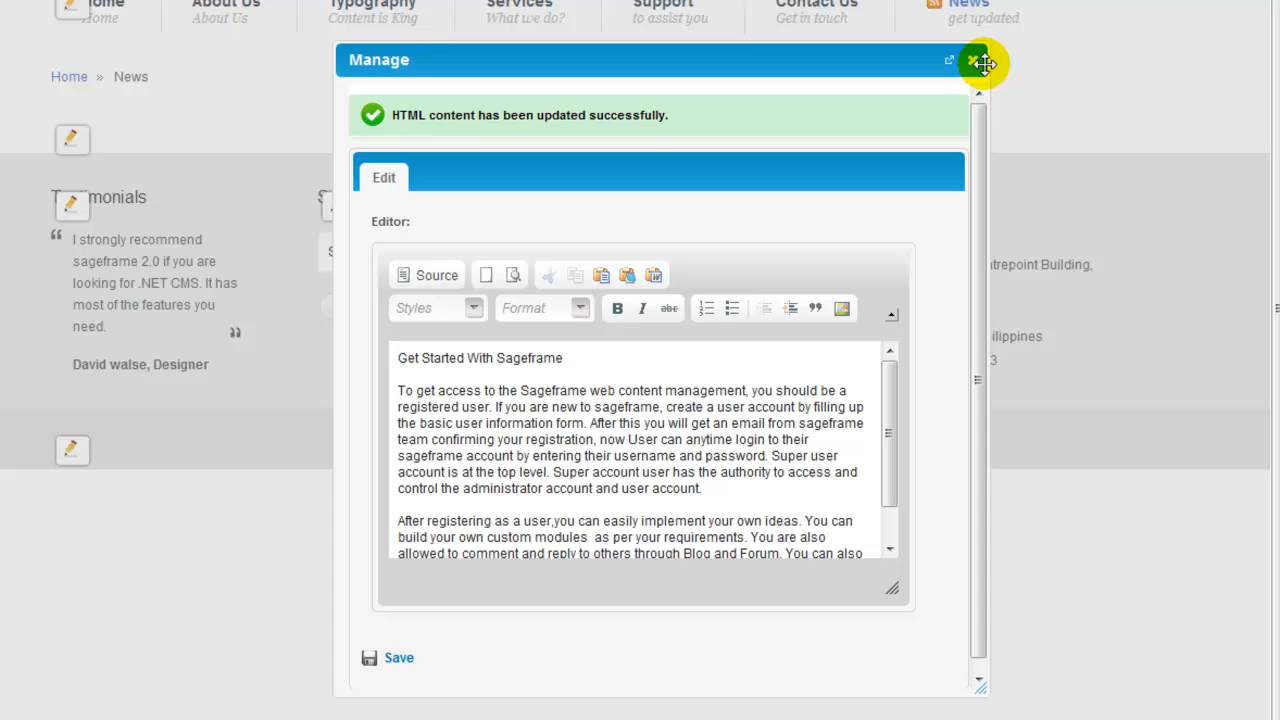 Home About Us Typography Services Support Contact Us News
Home About Us Content is King What we do? to assist you Get in touch get updated
Manage
Home » News
HTML content has been updated successfully.
Edit
Testimonials
Editor:
“ I strongly recommend
sageframe 2.0 if you are
looking for .NET CMS. It has
most of the features you
need. ”
David walse, Designer
Source
Styles Format B I abc
Get Started With Sageframe
To get access to the Sageframe web content management, you should be a
registered user. If you are new to sageframe, create a user account by filling up
the basic user information form. After this you will get an email from sageframe
team confirming your registration, now User can anytime login to their
sageframe account by entering their username and password. Super user
account is at the top level. Super account user has the authority to access and
control the administrator account and user account.
After registering as a user,you can easily implement your own ideas. You can
build your own custom modules  as per your requirements. You are also
allowed to comment and reply to others through Blog and Forum. You can also
Building,
3
Save